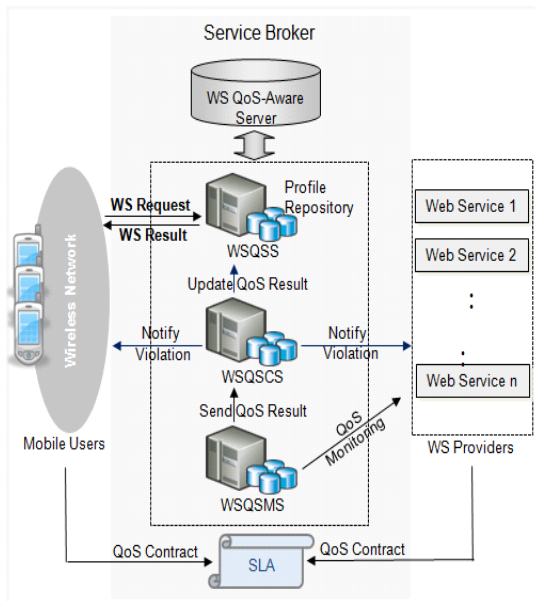 Service Broker
WS QoS-Aware
Server
Profile
Repository
WS Request
WS Result
WSQSS
Web Service 1
Web Service 2
:
:
Web Service n
Update QoS Result
Wireless Network
Notify
Violation
Notify
Violation
WSQSCS
Send QoS Result
QoS
Monitoring
Mobile Users
WS Providers
WSQSMS
QoS Contract
QoS Contract
SLA